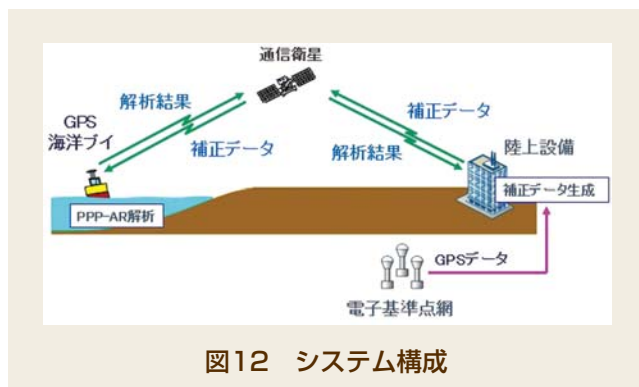 通信衛星
解析結果
補正データ
GPS
海洋ブイ
補正データ
解析結果
陸上設備
PPP-AR解析
補正データ生成
GPSデータ
電子基準点網
図12 システム構成